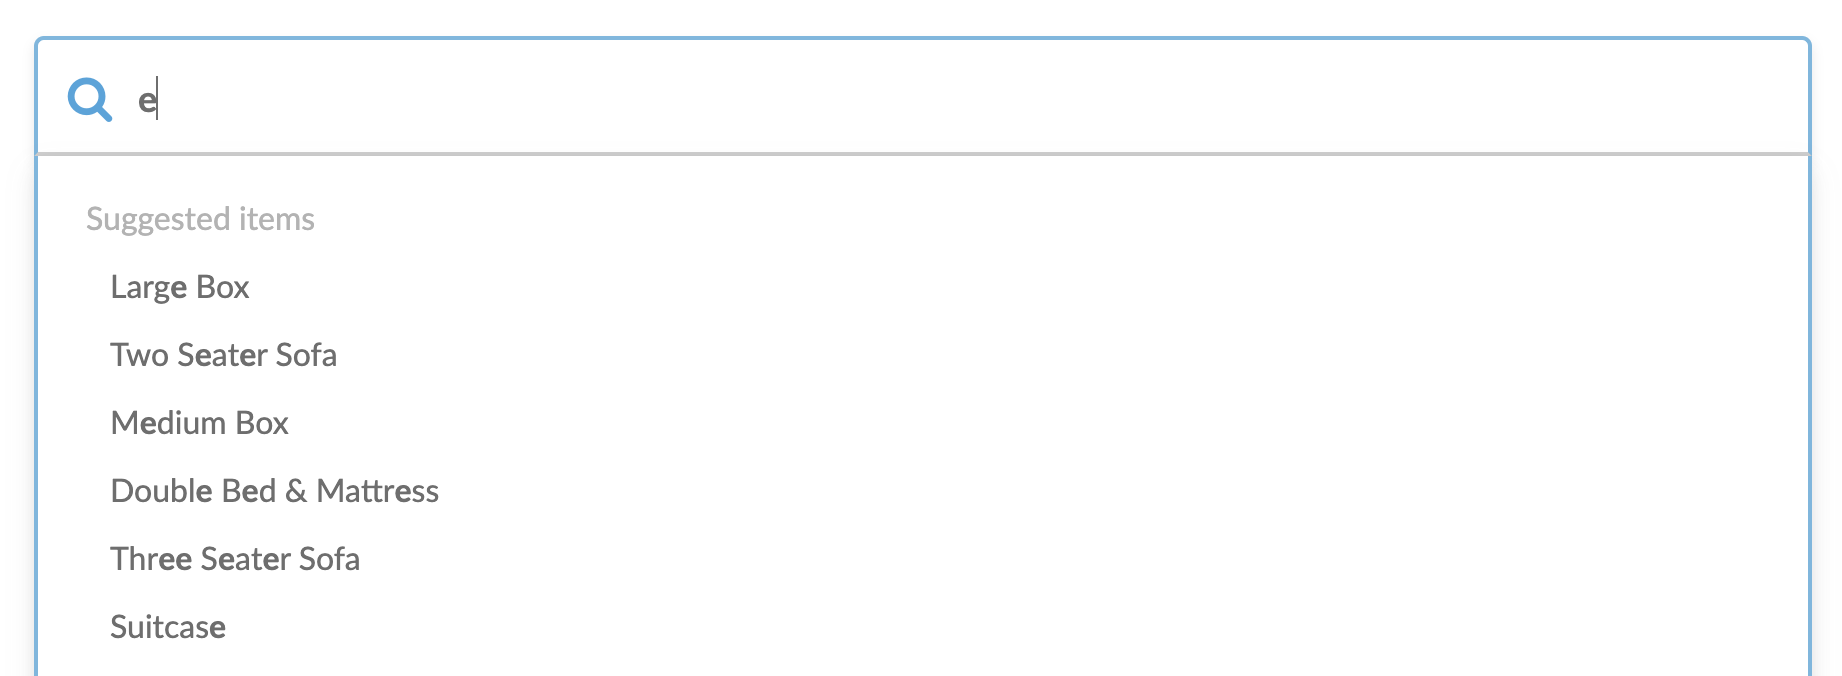 e
Suggested items
Large Box
Two Seater Sofa
Medium Box
Double Bed & Mattress
Three Seater Sofa
Suitcase